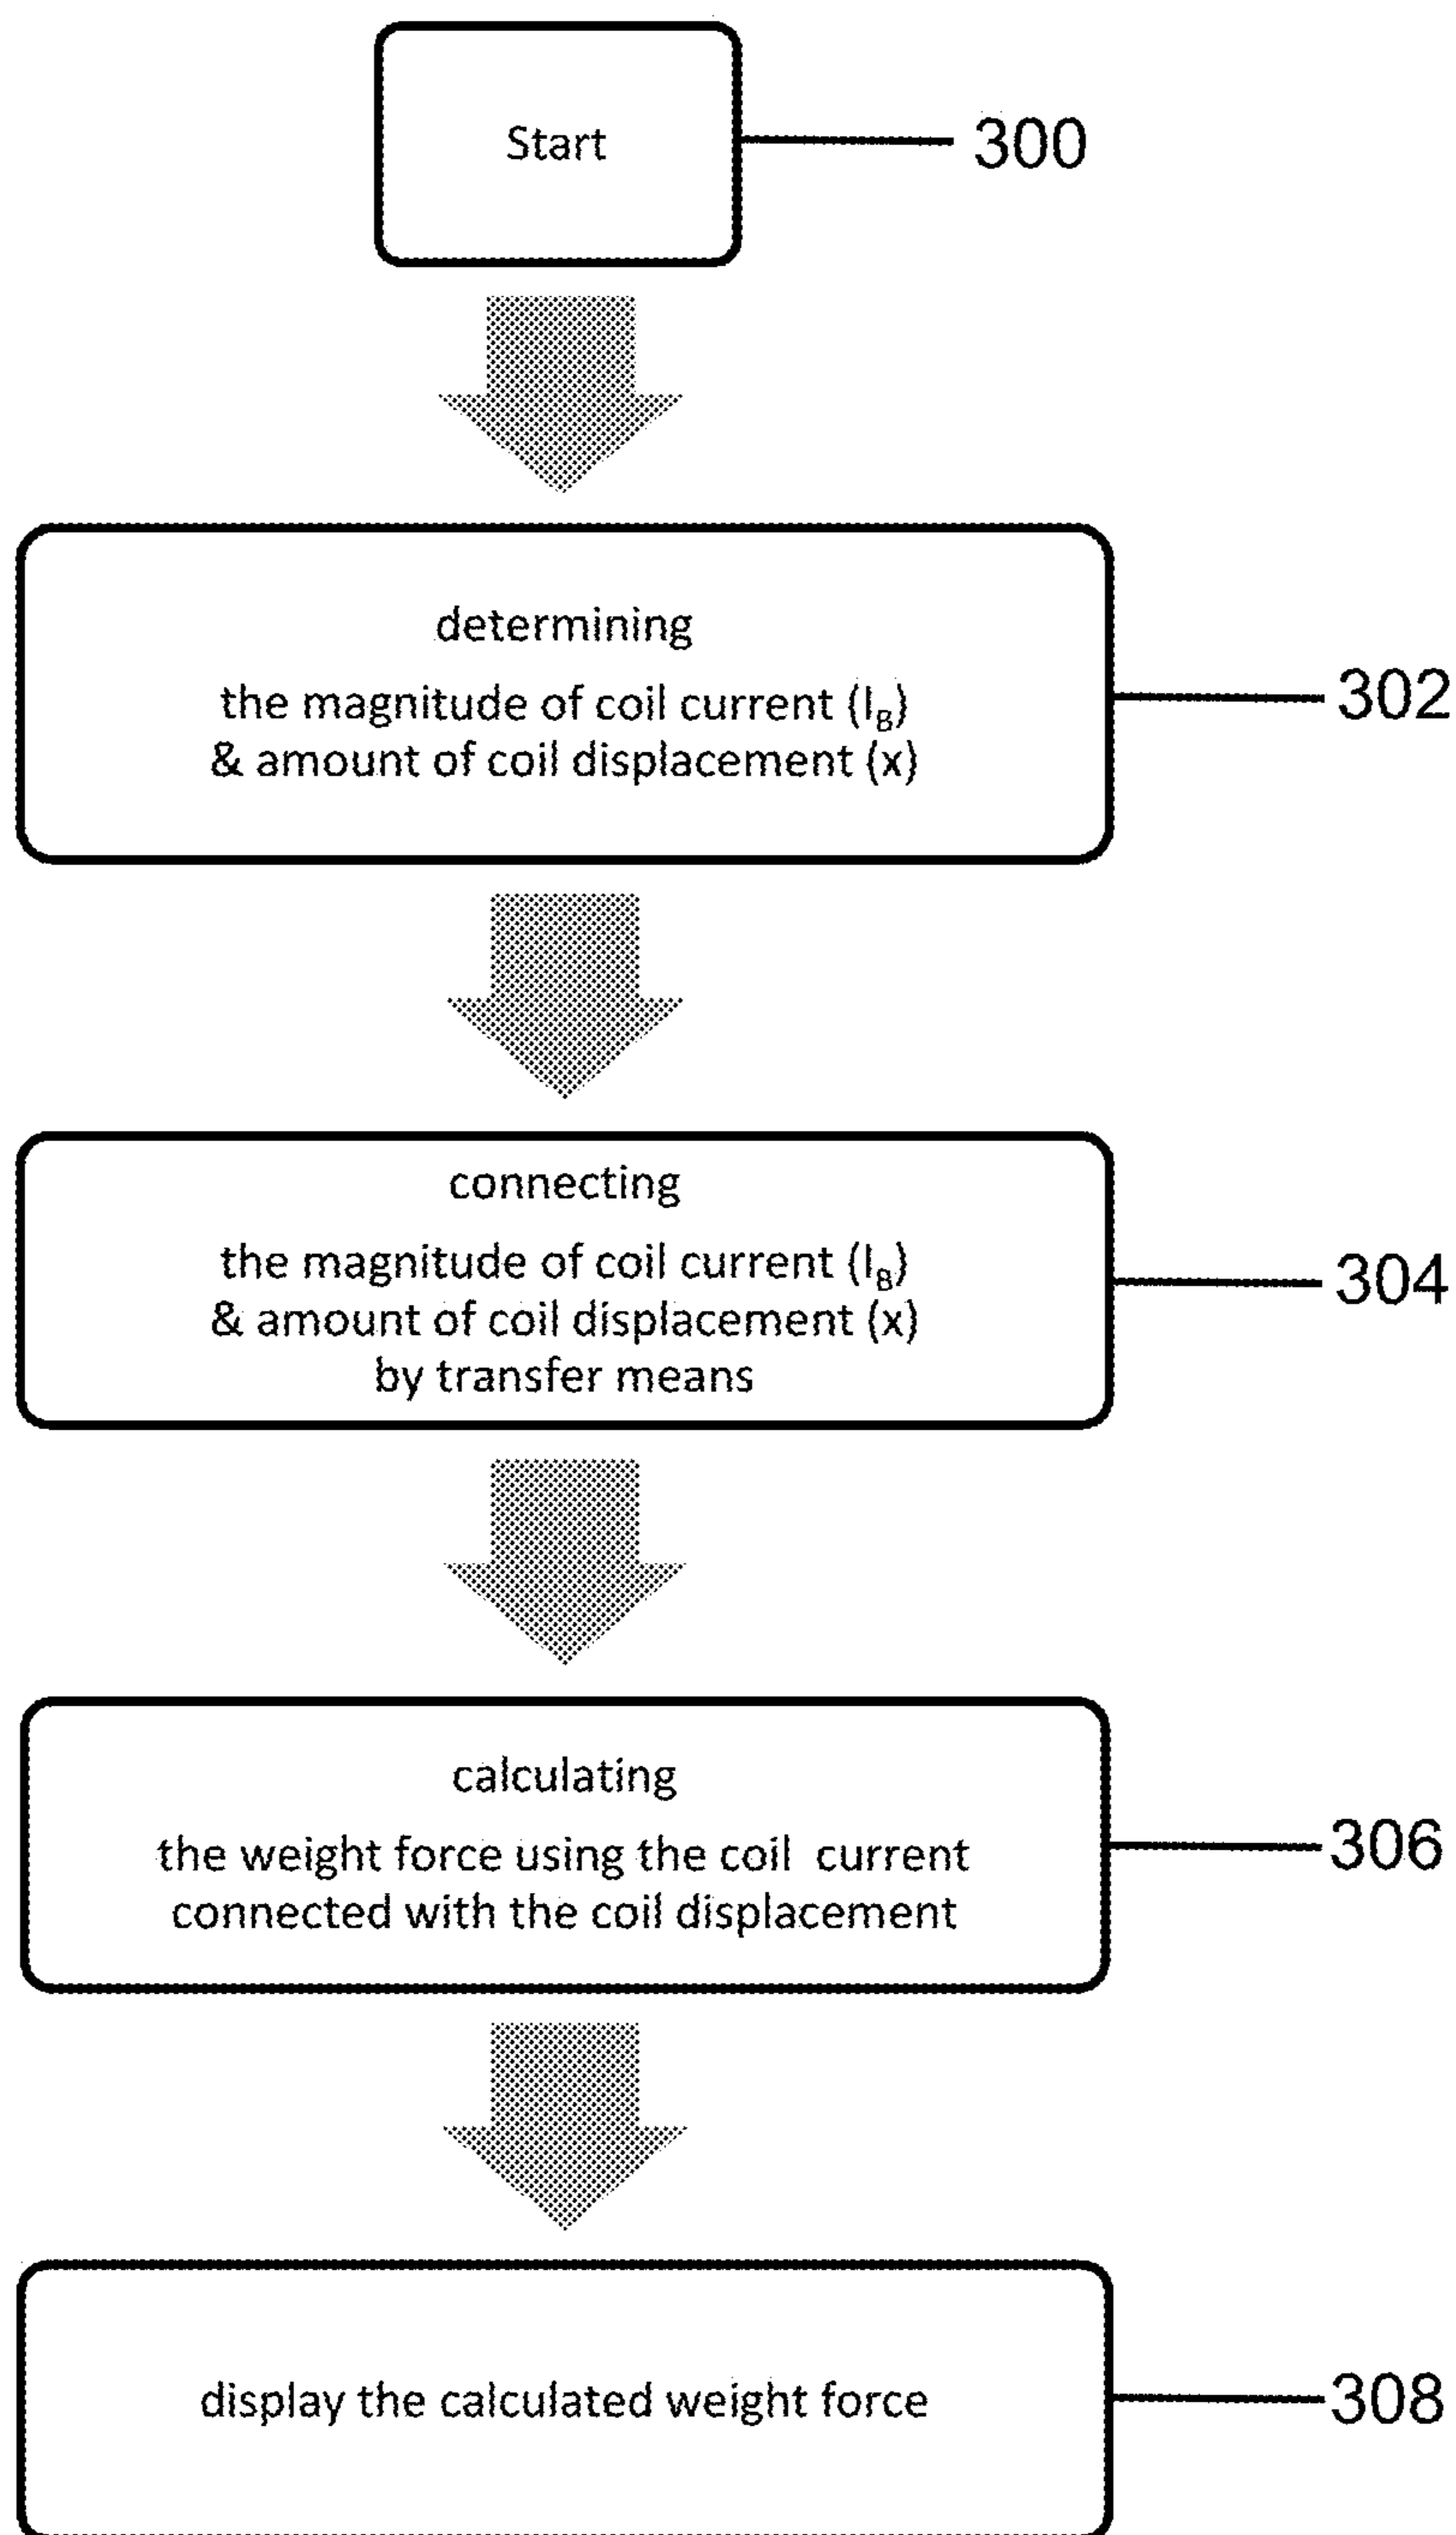 Start
300
determining
the magnitude of coil current (I_B)
& amount of coil displacement (x)
302
connecting
the magnitude of coil current (I_B)
& amount of coil displacement (x)
by transfer means
304
calculating
the weight force using the coil current
connected with the coil displacement
306
display the calculated weight force
308